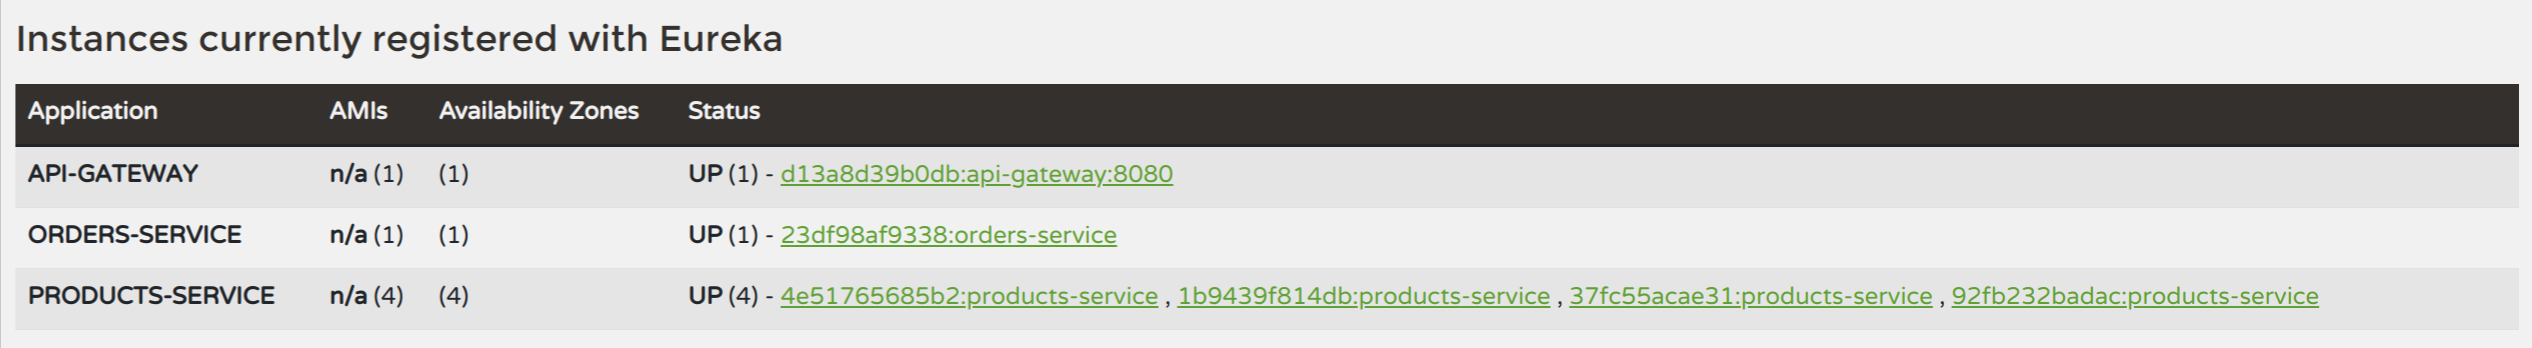 Instances currently registered with Eureka
Application AMIs Availability Zones Status
API-GATEWAY n/a (1) (1) UP (1) - d13a8d39b0db:api-gateway:8080
ORDERS-SERVICE n/a (1) (1) UP (1) - 23df98af9338:orders-service
PRODUCTS-SERVICE n/a (4) (4) UP (4) - 4e51765685b2:products-service , 1b9439f814db:products-service , 37fc55acae31:products-service , 92fb232badac:products-service